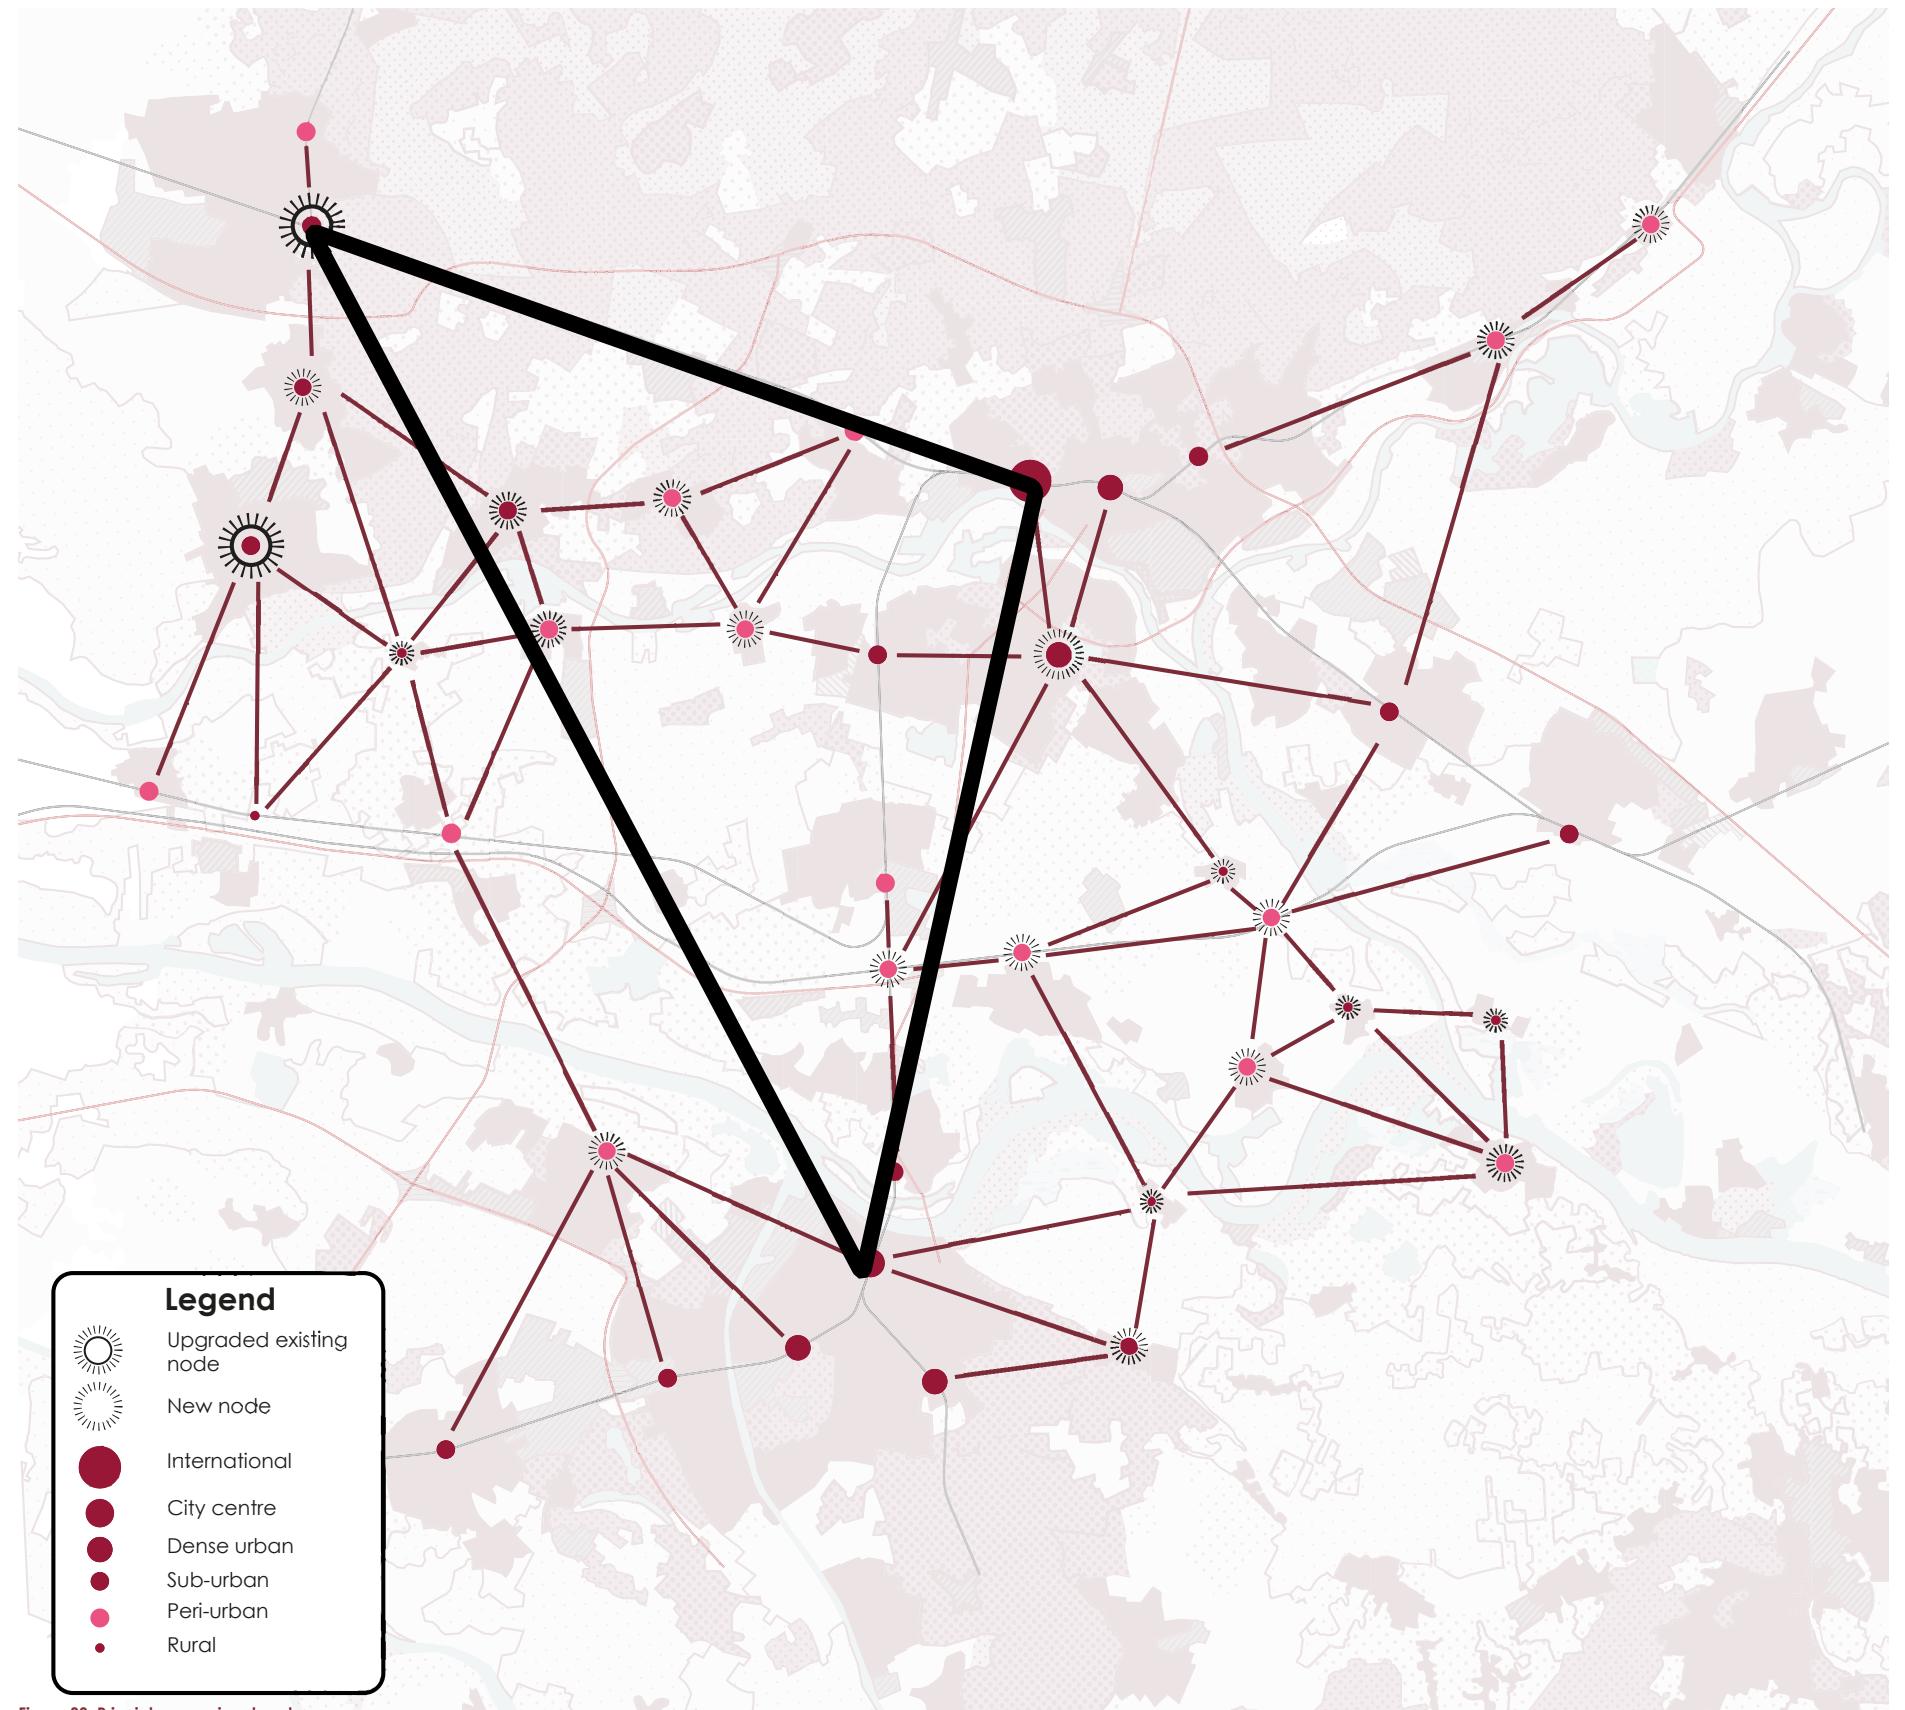 Legend
Upgraded existing
node
New node
International
City centre
Dense urban
Sub-urban
Peri-urban
Rural